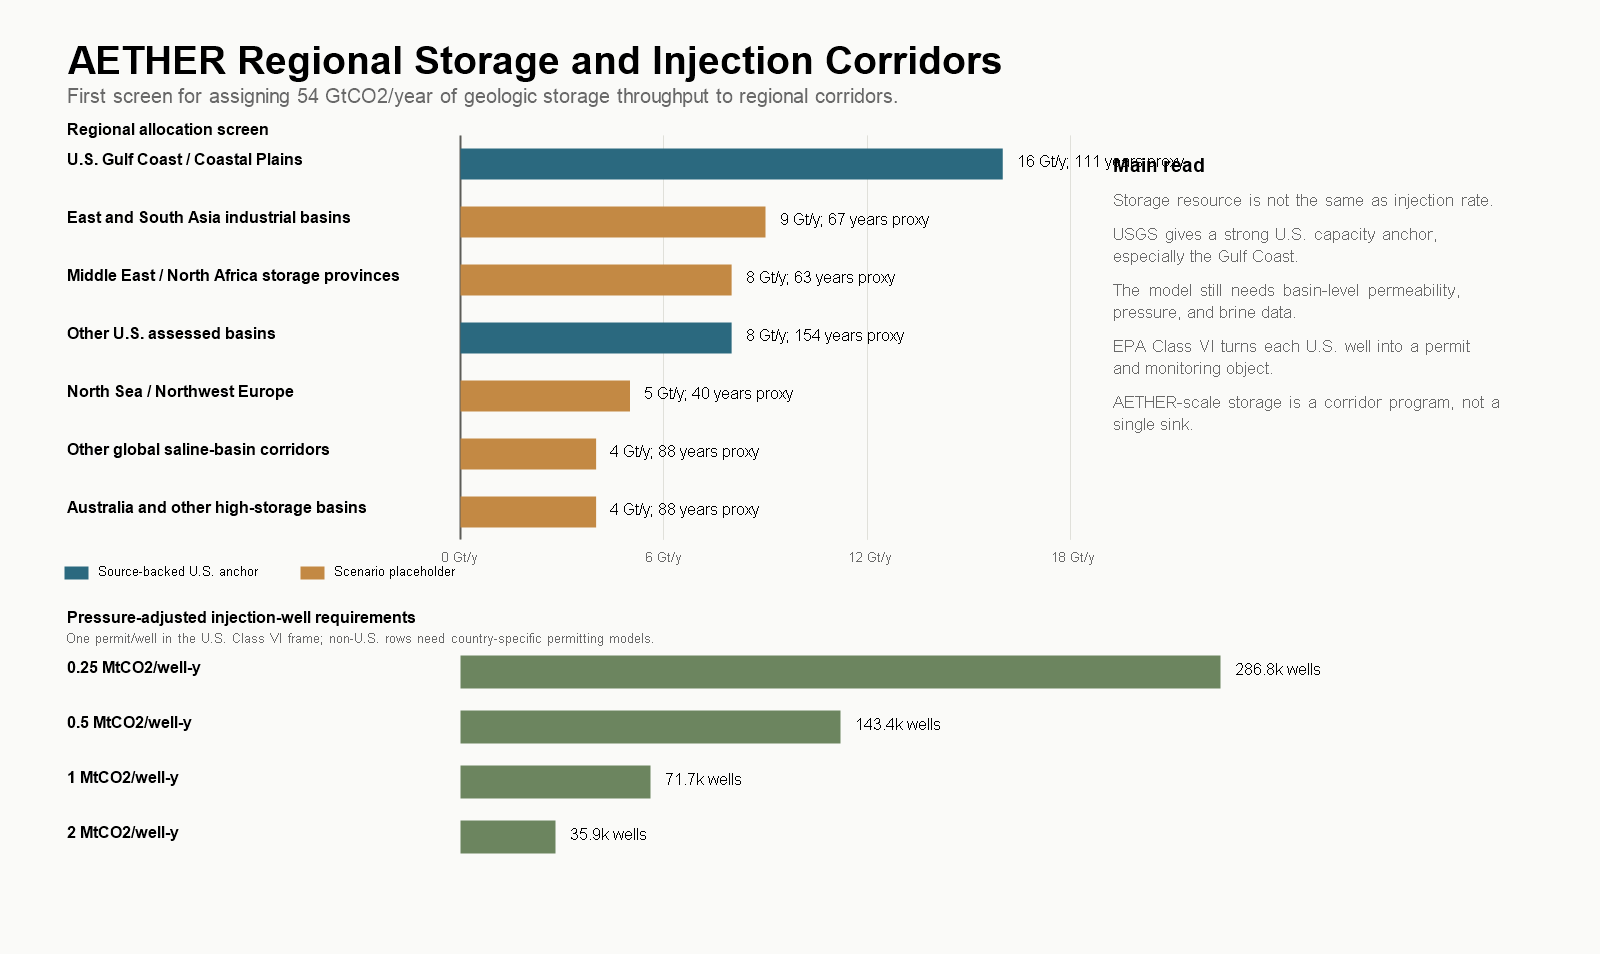 AETHER Regional Storage and Injection Corridors
First screen for assigning 54 GtCO2/year of geologic storage throughput to regional corridors.
Regional allocation screen
U.S. Gulf Coast / Coastal Plains
16 Gt/y; 111 years proxy
East and South Asia industrial basins
9 Gt/y; 67 years proxy
Middle East / North Africa storage provinces
8 Gt/y; 63 years proxy
Other U.S. assessed basins
8 Gt/y; 154 years proxy
North Sea / Northwest Europe
5 Gt/y; 40 years proxy
Other global saline-basin corridors
4 Gt/y; 88 years proxy
Australia and other high-storage basins
4 Gt/y; 88 years proxy
0 Gt/y
6 Gt/y
12 Gt/y
18 Gt/y
Source-backed U.S. anchor
Scenario placeholder
Main read
Storage resource is not the same as injection rate.
USGS gives a strong U.S. capacity anchor,
especially the Gulf Coast.
The model still needs basin-level permeability,
pressure, and brine data.
EPA Class VI turns each U.S. well into a permit
and monitoring object.
AETHER-scale storage is a corridor program, not a
single sink.
Pressure-adjusted injection-well requirements
One permit/well in the U.S. Class VI frame; non-U.S. rows need country-specific permitting models.
0.25 MtCO2/well-y
286.8k wells
0.5 MtCO2/well-y
143.4k wells
1 MtCO2/well-y
71.7k wells
2 MtCO2/well-y
35.9k wells